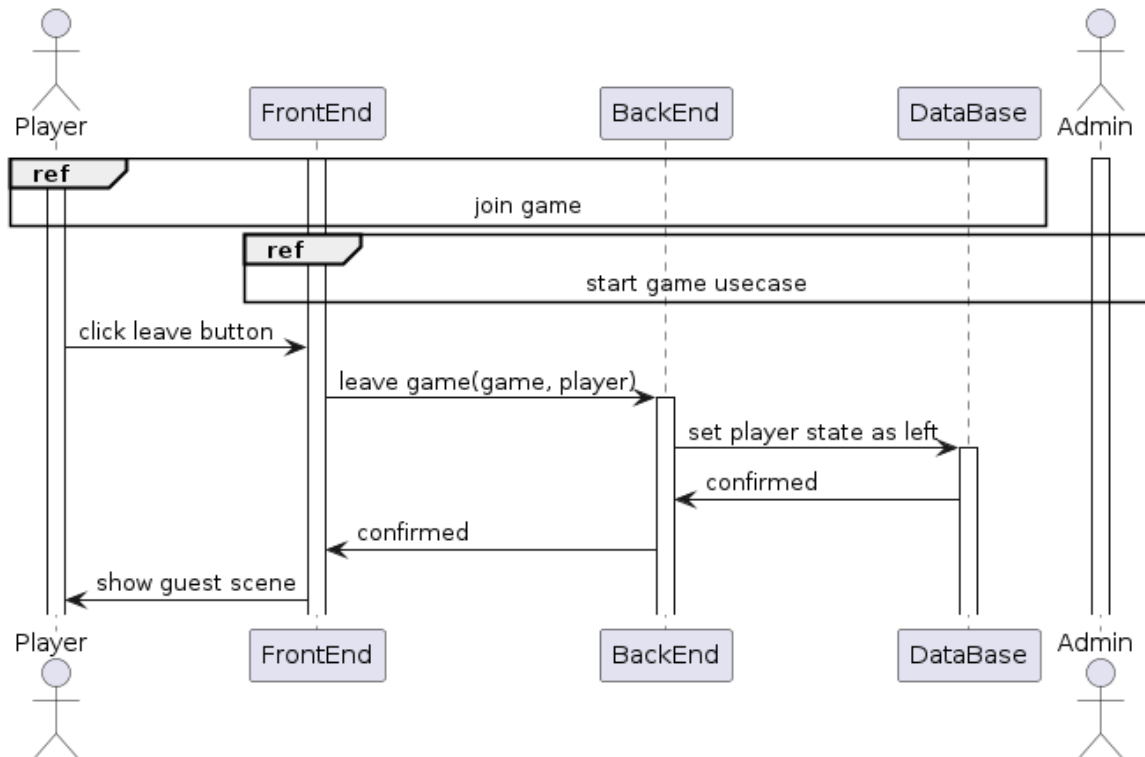 Player
FrontEnd
BackEnd
DataBase
Admin
ref
join game
ref
start game usecase
click leave button
leave game(game, player)
set player state as left
confirmed
confirmed
show guest scene
Player
FrontEnd
BackEnd
DataBase
Admin